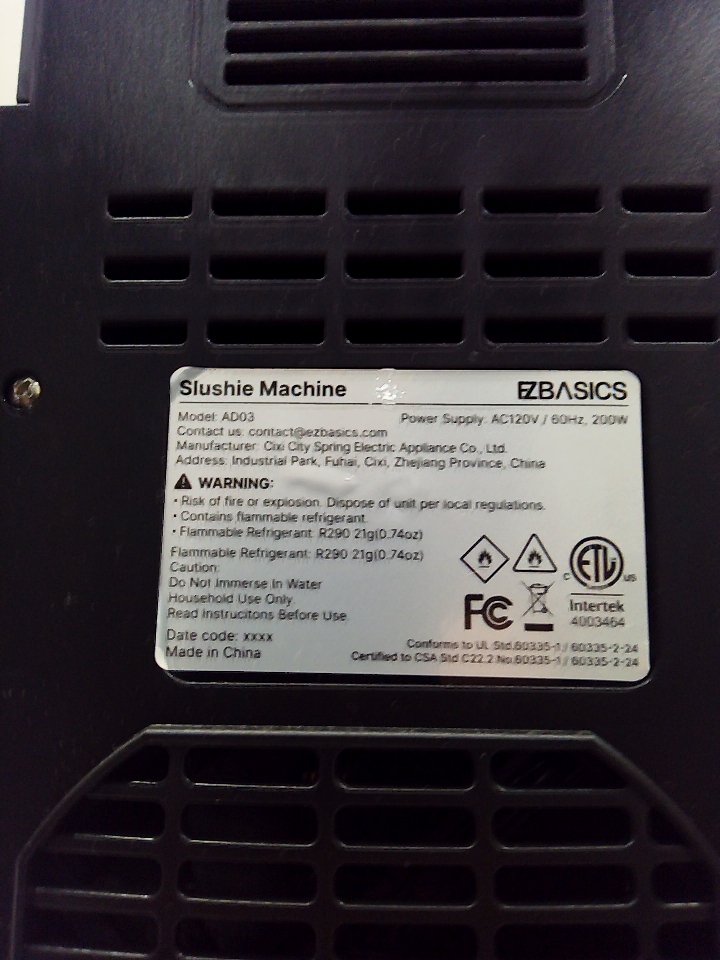 Slushie Machine
EZBASICS
Model: AD03
Power Supply: AC120V / 60Hz, 200W
Contact us: contact@ezbasics.com
Manufacturer: Cixi City Spring Electric Appliance Co., Ltd.
Address: Industrial Park, Fuhai, Cixi, Zhejiang Province, China
WARNING:
• Risk of fire or explosion. Dispose of unit per local regulations.
• Contains flammable refrigerant.
• Flammable Refrigerant: R290 21g(0.74oz)
Flammable Refrigerant: R290 21g(0.74oz)
Caution:
Do Not Immerse In Water
Household Use Only
Read Instrucitons Before Use
Date code: xxxx
Made in China
FC
c ETL us
Intertek
4003464
Conforms to UL Std.60335-1 / 60335-2-24
Certified to CSA Std C22.2 No.60335-1 / 60335-2-24